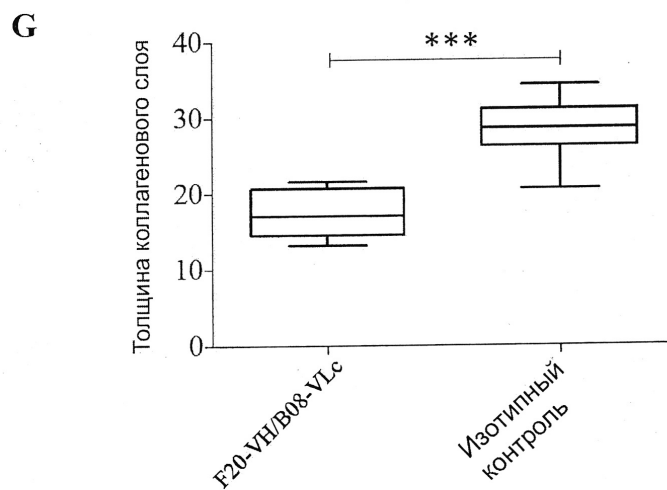 G
Толщина коллагенового слоя
40
30
20
10
0
***
F20-VH/B08-VLc
Изотипный
контроль